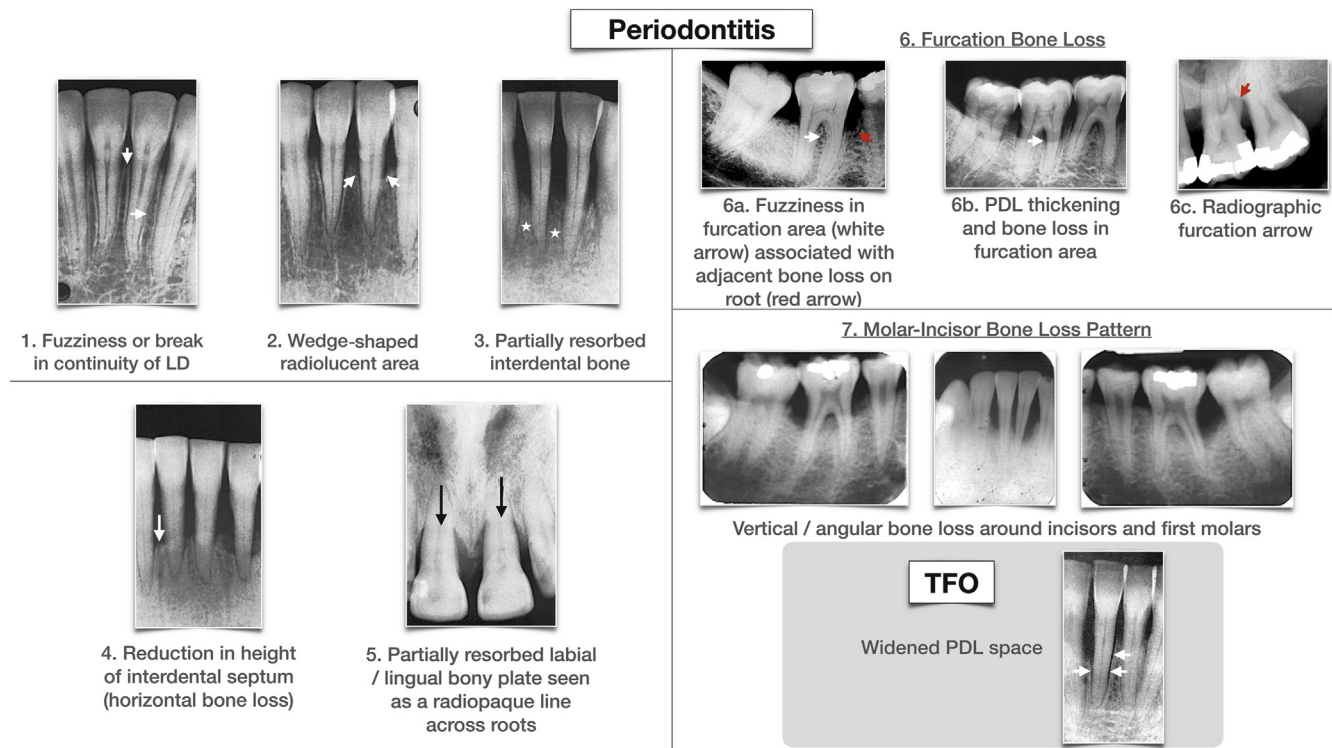 Periodontitis
1. Fuzziness or break
in continuity of LD
2. Wedge-shaped
radiolucent area
3. Partially resorbed
interdental bone
4. Reduction in height
of interdental septum
(horizontal bone loss)
5. Partially resorbed labial
/ lingual bony plate seen
as a radiopaque line
across roots
6. Furcation Bone Loss
6a. Fuzziness in
furcation area (white
arrow) associated with
adjacent bone loss on
root (red arrow)
6b. PDL thickening
and bone loss in
furcation area
6c. Radiographic
furcation arrow
7. Molar-Incisor Bone Loss Pattern
Vertical / angular bone loss around incisors and first molars
TFO
Widened PDL space